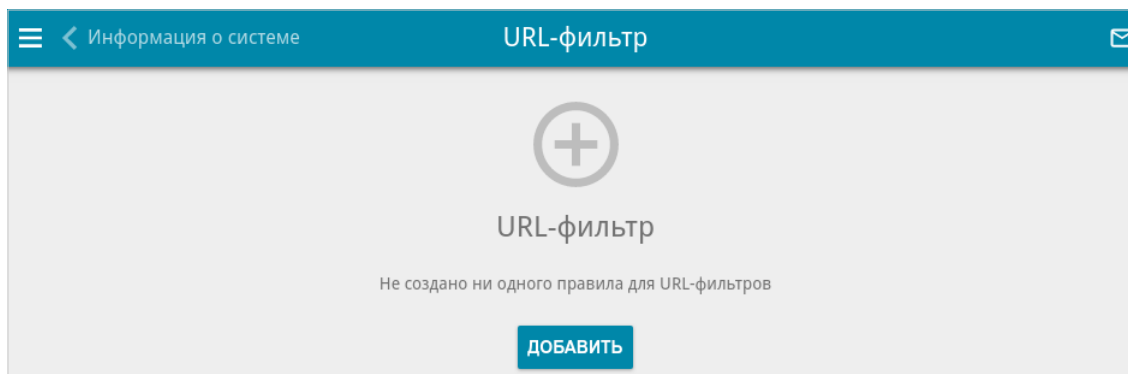 Информация о системе
URL-фильтр
URL-фильтр
Не создано ни одного правила для URL-фильтров
ДОБАВИТЬ